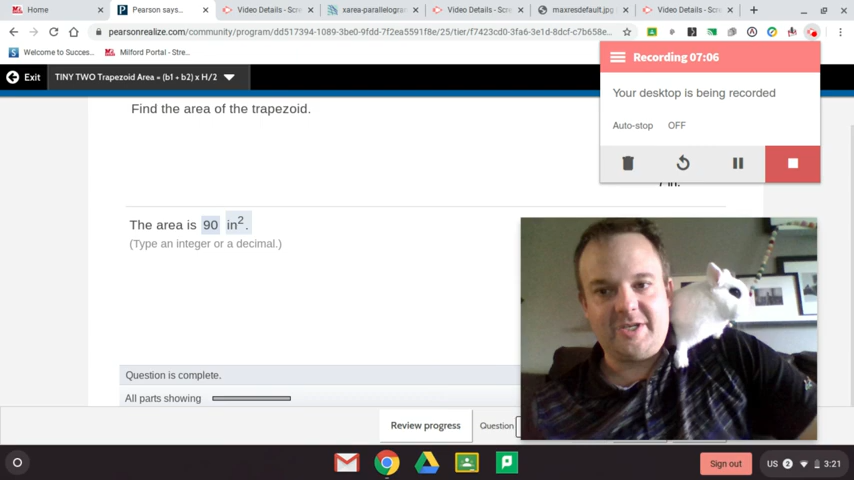 Home
Pearson says..
Video Details - Scre
xarea-parallelogram
Video Details - Scre
maxresdefault.jpg
Video Details - Scre
pearsonrealize.com/community/program/dd517394-1089-3be0-9fdd-7f2ea5591f8e/25/tier/f7423cd0-3fa6-3e1d-8dcf-c7b658e...
Welcome to Succes...
Milford Portal - Stre...
Exit
TINY TWO Trapezoid Area = (b1 + b2) x H/2
Recording 07:06
Your desktop is being recorded
Auto-stop OFF
Find the area of the trapezoid.
The area is 90 in².
(Type an integer or a decimal.)
Question is complete.
All parts showing
Review progress
Question
Sign out
US 2 3:21